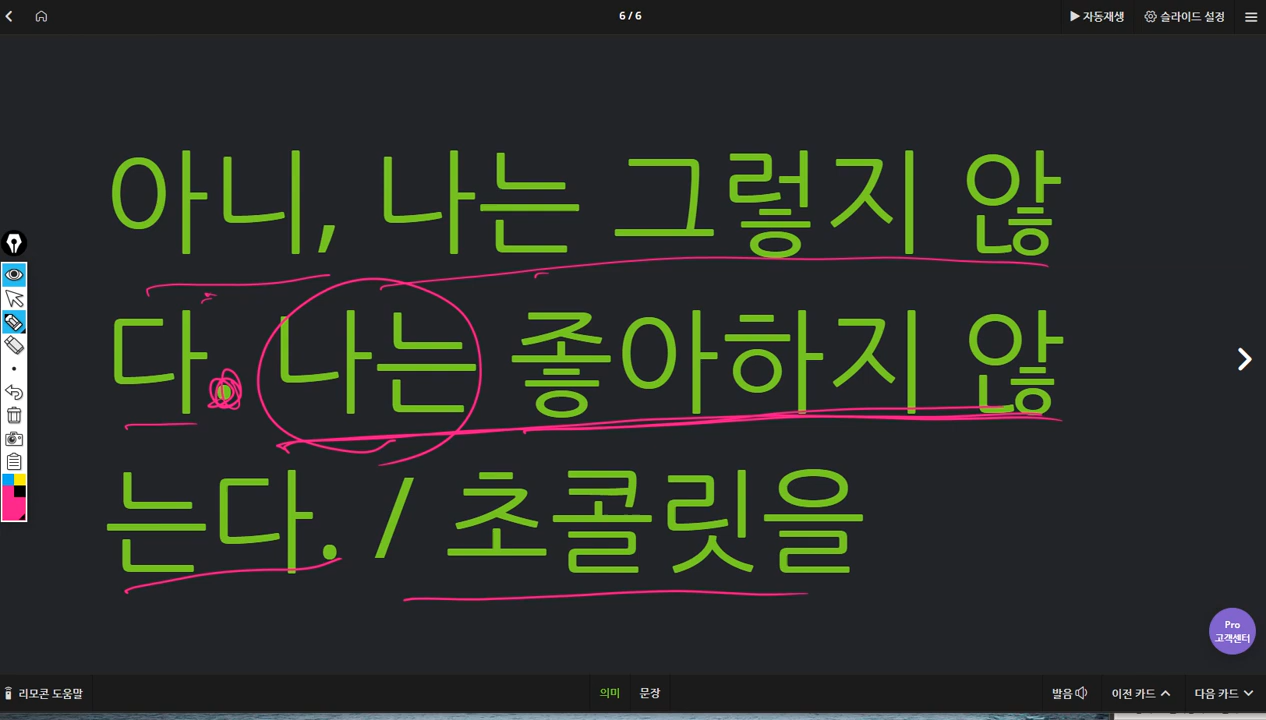 6 / 6
자동재생
슬라이드 설정
아니, 나는 그렇지 않
다. 나는 좋아하지 않
는다. / 초콜릿을
Pro
고객센터
리모콘 도움말
의미
문장
발음
이전 카드
다음 카드